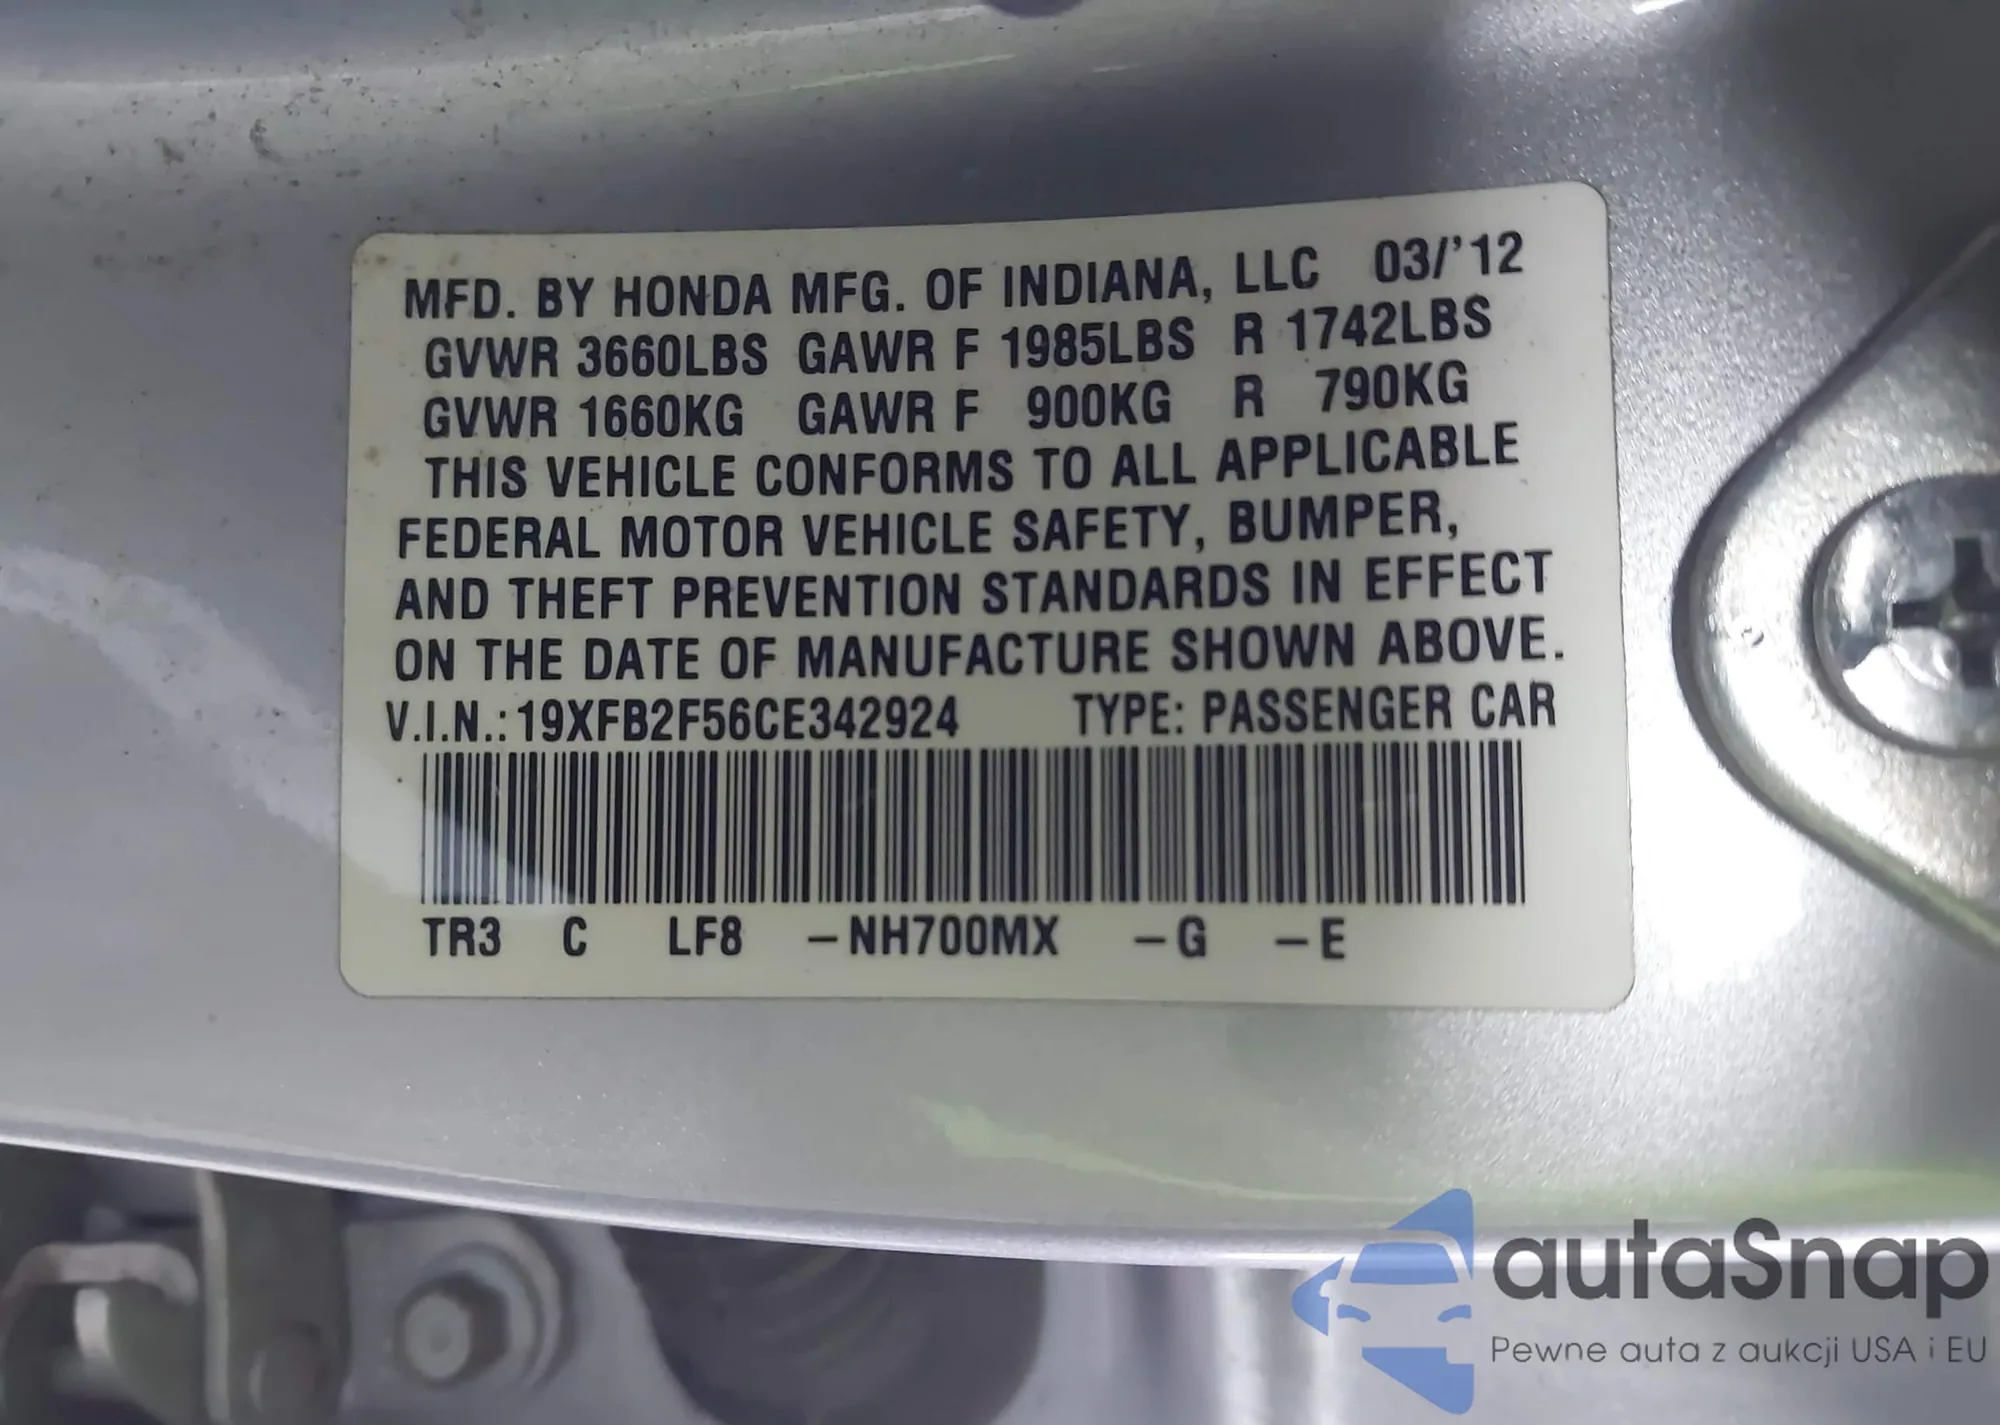 MFD. BY HONDA MFG. OF INDIANA, LLC 03/'12
GVWR 3660LBS GAWR F 1985LBS R 1742LBS
GVWR 1660KG GAWR F 900KG R 790KG
THIS VEHICLE CONFORMS TO ALL APPLICABLE
FEDERAL MOTOR VEHICLE SAFETY, BUMPER,
AND THEFT PREVENTION STANDARDS IN EFFECT
ON THE DATE OF MANUFACTURE SHOWN ABOVE.
V.I.N.: 19XFB2F56CE342924 TYPE: PASSENGER CAR
TR3 C LF8 –NH700MX –G –E
autaSnap
Pewne auta z aukcji USA i EU